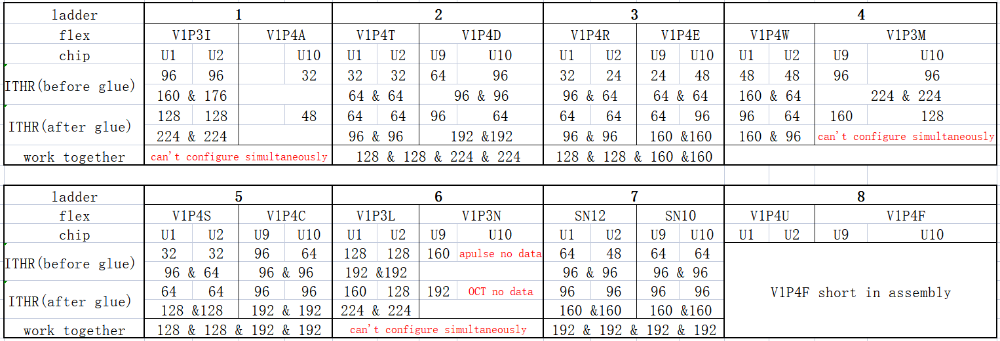 ladder 1 2 3 4
flex V1P3I V1P4A V1P4T V1P4D V1P4R V1P4E V1P4W V1P3M
chip U1 U2 U10 U1 U2 U9 U10 U1 U2 U9 U10 U1 U2 U9 U10
ITHR(before glue) 96 96 32 32 32 64 96 32 24 24 48 48 48 96 96
160 & 176 64 & 64 96 & 96 96 & 64 64 & 64 160 & 64 224 & 224
ITHR(after glue) 128 128 48 64 64 96 64 64 64 64 96 96 64 160 128
224 & 224 96 & 96 192 &192 96 & 96 160 &160 160 & 96 can't configure simultaneously
work together can't configure simultaneously 128 & 128 & 224 & 224 128 & 128 & 160 &160
ladder 5 6 7 8
flex V1P4S V1P4C V1P3L V1P3N SN12 SN10 V1P4U V1P4F
chip U1 U2 U9 U10 U1 U2 U9 U10 U1 U2 U9 U10 U1 U2 U9 U10
ITHR(before glue) 32 32 96 64 128 128 160 apulse no data 64 48 64 64
96 & 64 96 & 96 192 &192 96 & 96 96 & 96
ITHR(after glue) 64 64 96 96 160 128 192 OCT no data 96 96 96 96
V1P4F short in assembly
128 &128 192 & 192 224 & 224 160 &160 160 &160
work together 128 & 128 & 192 & 192 can't configure simultaneously 192 & 192 & 192 & 192